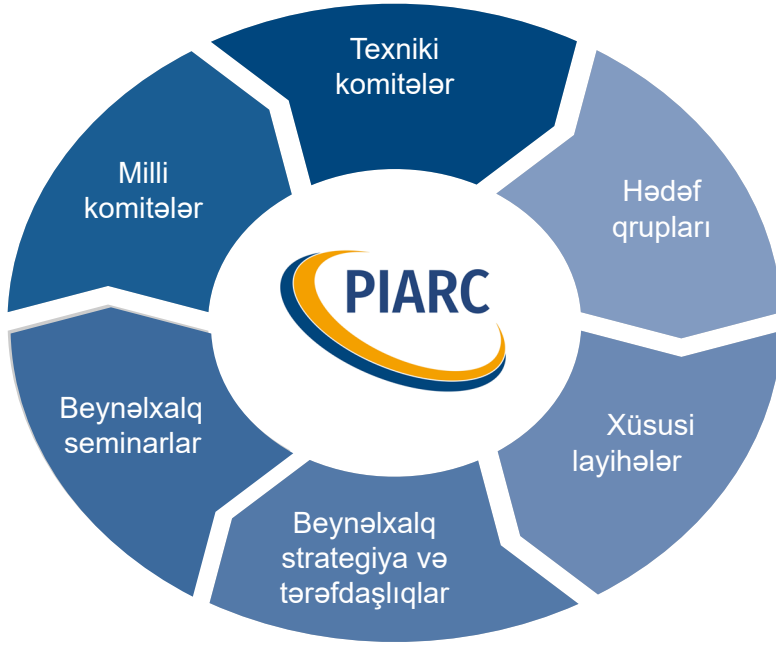 Texniki
komitələr
Hədəf
qrupları
Xüsusi
layihələr
Beynəlxalq
strategiya və
tərəfdaşlıqlar
Beynəlxalq
seminarlar
Milli
komitələr
PIARC